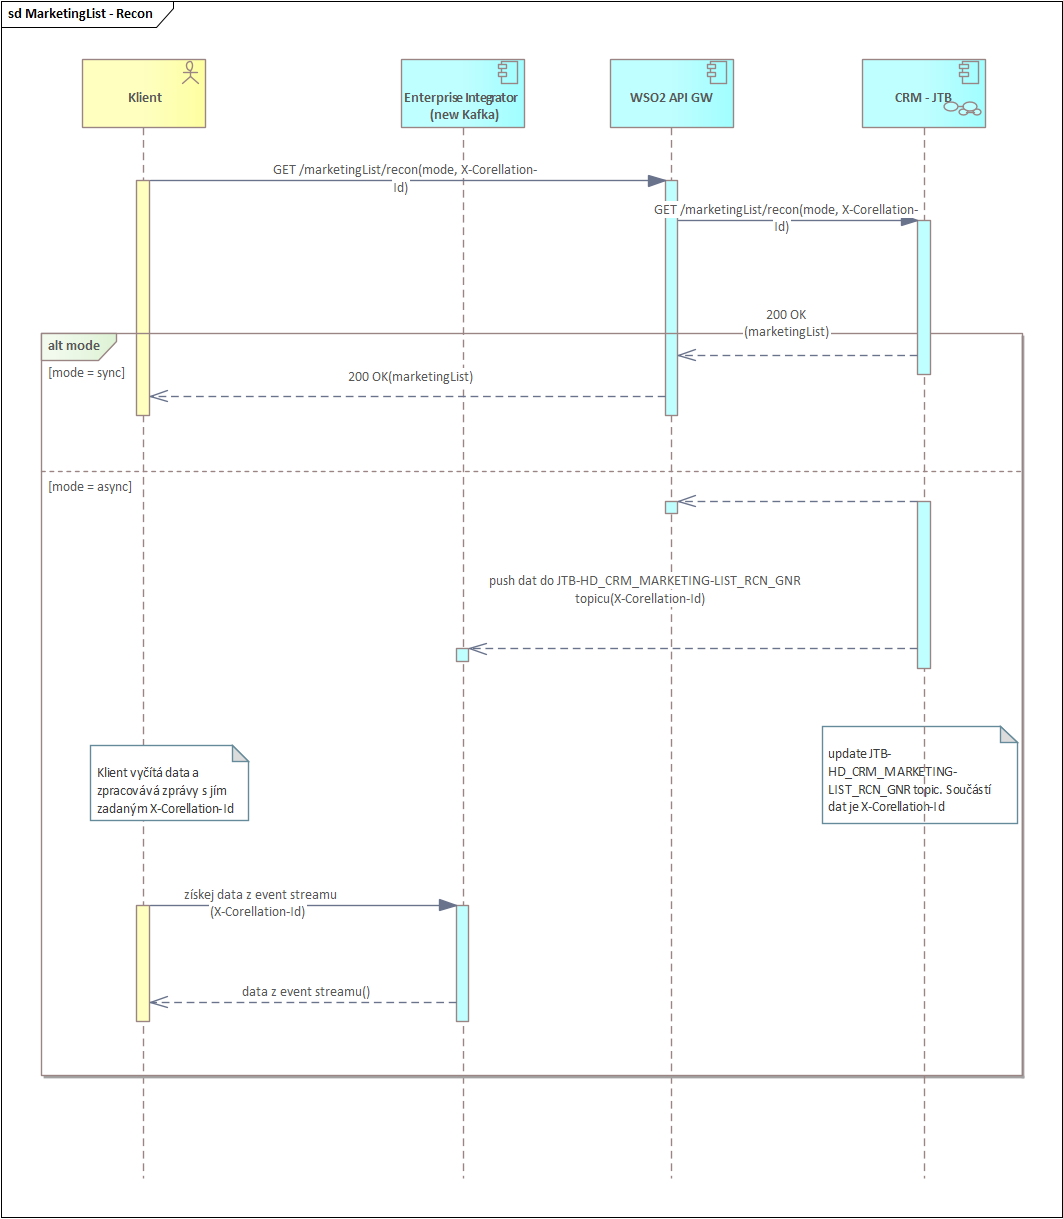 sd MarketingList - Recon
Klient
Enterprise Integrator
(new Kafka)
WSO2 API GW
CRM - JTB
GET /marketingList/recon(mode, X-Corellation-
Id)
GET /marketingList/recon(mode, X-Corellation-
Id)
200 OK
(marketingList)
alt mode
[mode = sync]
200 OK(marketingList)
[mode = async]
push dat do JTB-HD_CRM_MARKETING-LIST_RCN_GNR
topicu(X-Corellation-Id)
update JTB-
HD_CRM_MARKETING-
LIST_RCN_GNR topic. Součástí
dat je X-Corellation-Id
Klient vyčítá data a
zpracovává zprávy s jím
zadaným X-Corellation-Id
získej data z event streamu
(X-Corellation-Id)
data z event streamu()